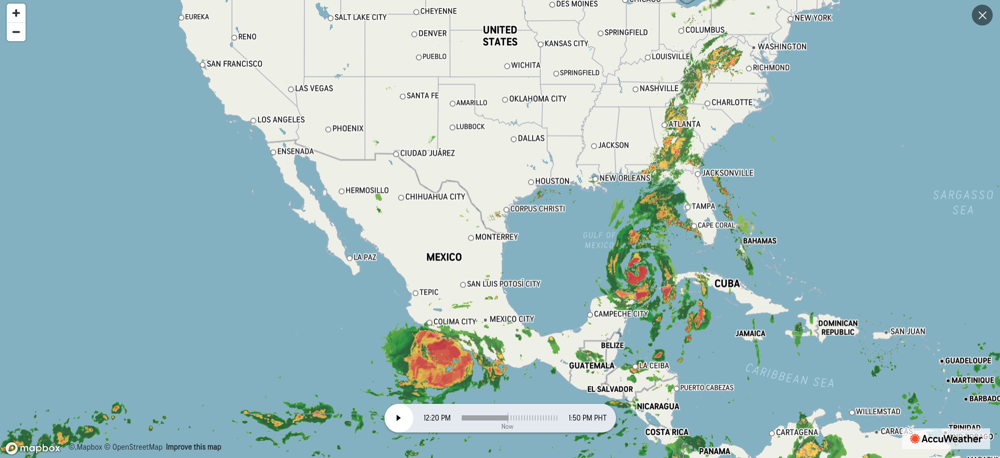 CHICAGO
DES MOINES
CHEYENNE
EUREKA
SALT LAKE CITY
NEW YORK
UNITED
STATES
COLUMBUS
DENVER
SPRINGFIELD
RENO
KANSAS CITY
WASHINGTON
PUEBLO
LOUISVILLE
SAN FRANCISCO
WICHITA
RICHMOND
SPRINGFIELD
LAS VEGAS
NASHVILLE
SANTA FE
OKLAHOMA CITY
AMARILLO
CHARLOTTE
LOS ANGELES
ATLANTA
PHOENIX
LUBBOCK
DALLAS
JACKSON
ENSENADA
CIUDAD JUÁREZ
JACKSONVILLE
NEW ORLEANS
HOUSTON
HERMOSILLO
CHIHUAHUA CITY
SARGASSO
SEA
TAMPA
CORPUS CHRISTI
CAPE CORAL
GULF OF
MEXICO
MONTERREY
BAHAMAS
LA PAZ
MEXICO
SAN LUIS POTOSÍ CITY
CUBA
TEPIC
CAMPECHE CITY
COLIMA CITY
MEXICO CITY
DOMINICAN
REPUBLIC
SAN JUAN
JAMAICA
BELIZE
GUADELOUPE
GUATEMALA
LA CEIBA
CARIBBEAN SEA
MARTINIQUE
EL SALVADOR
PUERTO CABEZAS
BARBADO
NICARAGUA
WILLEMSTAD
12:20 PM
1:50 PM PHT
Now
TRINIDAD
AND TOBAGO
COSTA RICA
CARTAGENA
CARACAS
AccuWeather
mapbox
© Mapbox © OpenStreetMap Improve this map
PANAMA